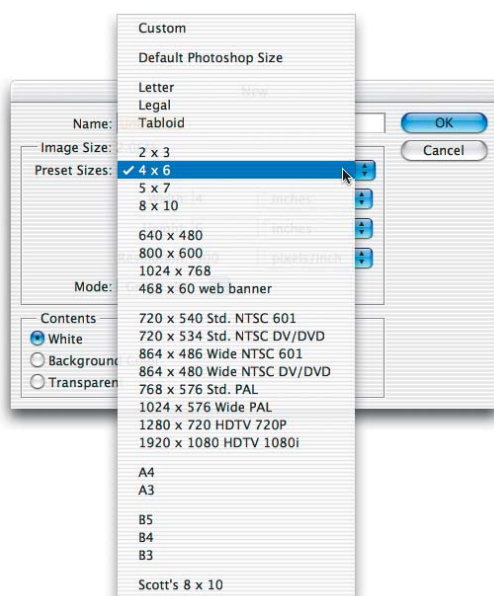 Custom
Default Photoshop Size
Letter
Legal
Tabloid
2 x 3
✓ 4 x 6
5 x 7
8 x 10
640 x 480
800 x 600
1024 x 768
468 x 60 web banner
720 x 540 Std. NTSC 601
720 x 534 Std. NTSC DV/DVD
864 x 486 Wide NTSC 601
864 x 480 Wide NTSC DV/DVD
768 x 576 Std. PAL
1024 x 576 Wide PAL
1280 x 720 HDTV 720P
1920 x 1080 HDTV 1080i
A4
A3
B5
B4
B3
Scott's 8 x 10
New
Name:
OK
Image Size:
Cancel
Preset Sizes:
inches
inches
pixels/inch
Mode:
Contents
White
Background
Transparen